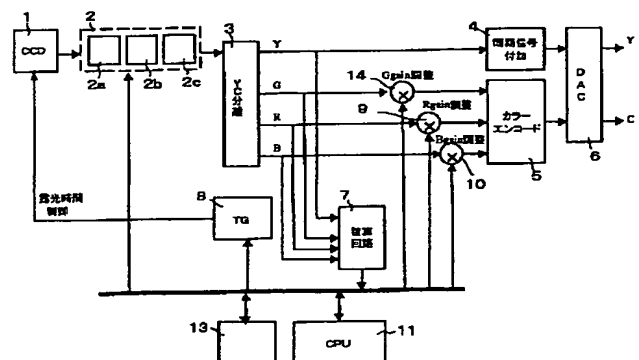 1
2
3
4
Y
同期信号
付加
Y
CCD
2a
2b
2c
YC分離
Ggain調整
14
G
DAC
Rgain調整
9
カラー
エンコード
R
Bgain調整
C
B
10
5
6
露光時間
制御
8
TG
7
積算
回路
13
CPU
11